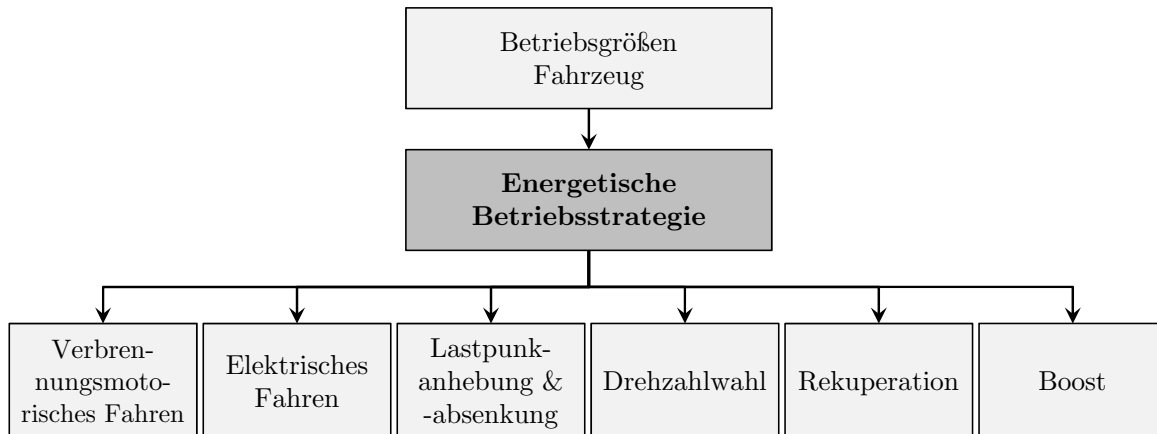 Betriebsgrößen
Fahrzeug
Energetische
Betriebsstrategie
Verbren-
nungsmoto-
risches Fahren
Elektrisches
Fahren
Lastpunk-
anhebung &
-absenkung
Drehzahlwahl
Rekuperation
Boost